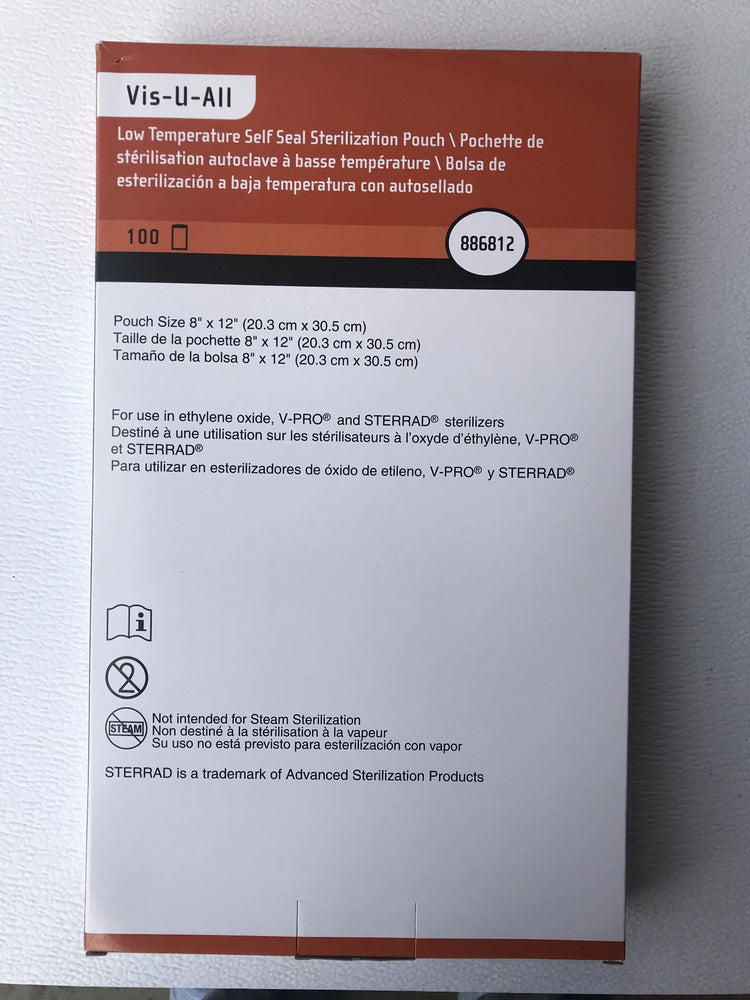 Vis-U-All
Low Temperature Self Seal Sterilization Pouch \ Pochette de
stérilisation autoclave à basse température \ Bolsa de
esterilización a baja temperatura con autosellado
100
886812
Pouch Size 8" x 12" (20.3 cm x 30.5 cm)
Taille de la pochette 8" x 12" (20.3 cm x 30.5 cm)
Tamaño de la bolsa 8" x 12" (20.3 cm x 30.5 cm)
For use in ethylene oxide, V-PRO® and STERRAD® sterilizers
Destiné à une utilisation sur les stérilisateurs à l'oxyde d'éthylène, V-PRO®
et STERRAD®
Para utilizar en esterilizadores de óxido de etileno, V-PRO® y STERRAD®
i
2
STEAM
Not intended for Steam Sterilization
Non destiné à la stérilisation à la vapeur
Su uso no está previsto para esterilización con vapor
STERRAD is a trademark of Advanced Sterilization Products